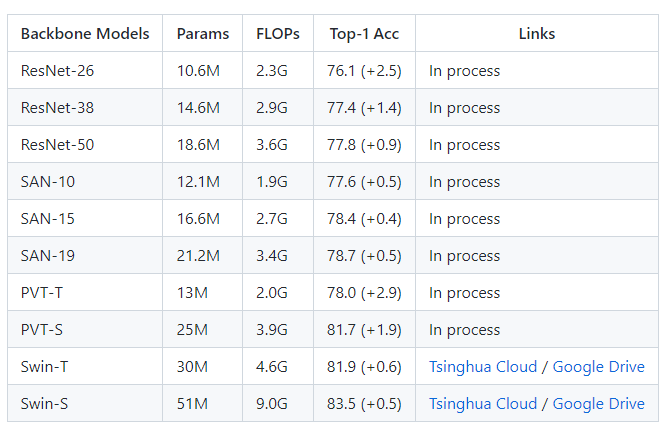 Backbone Models Params FLOPs Top-1 Acc Links
ResNet-26 10.6M 2.3G 76.1 (+2.5) In process
ResNet-38 14.6M 2.9G 77.4 (+1.4) In process
ResNet-50 18.6M 3.6G 77.8 (+0.9) In process
SAN-10 12.1M 1.9G 77.6 (+0.5) In process
SAN-15 16.6M 2.7G 78.4 (+0.4) In process
SAN-19 21.2M 3.4G 78.7 (+0.5) In process
PVT-T 13M 2.0G 78.0 (+2.9) In process
PVT-S 25M 3.9G 81.7 (+1.9) In process
Swin-T 30M 4.6G 81.9 (+0.6) Tsinghua Cloud / Google Drive
Swin-S 51M 9.0G 83.5 (+0.5) Tsinghua Cloud / Google Drive